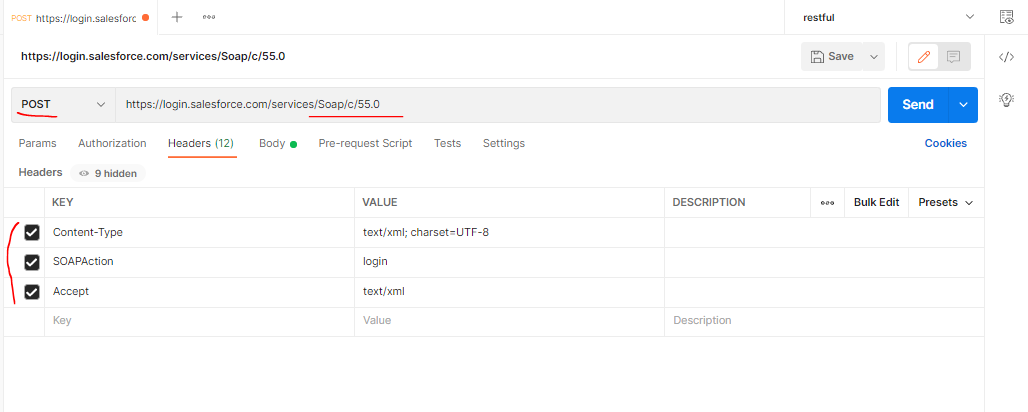 POST https://login.salesforc
restful
https://login.salesforce.com/services/Soap/c/55.0
Save
POST
https://login.salesforce.com/services/Soap/c/55.0
Send
Params Authorization Headers (12) Body Pre-request Script Tests Settings Cookies
Headers 9 hidden
KEY VALUE DESCRIPTION Bulk Edit Presets
Content-Type text/xml; charset=UTF-8
SOAPAction login
Accept text/xml
Key Value Description